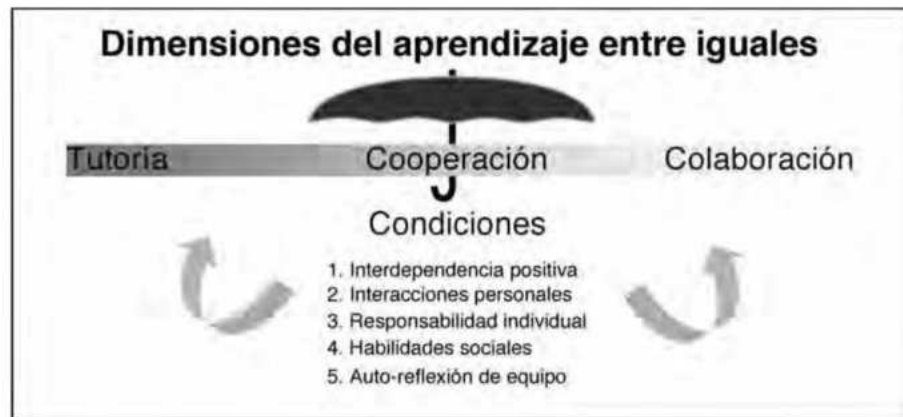 Dimensiones del aprendizaje entre iguales
Tutoría Cooperación Colaboración
Condiciones
1. Interdependencia positiva
2. Interacciones personales
3. Responsabilidad individual
4. Habilidades sociales
5. Auto-reflexión de equipo